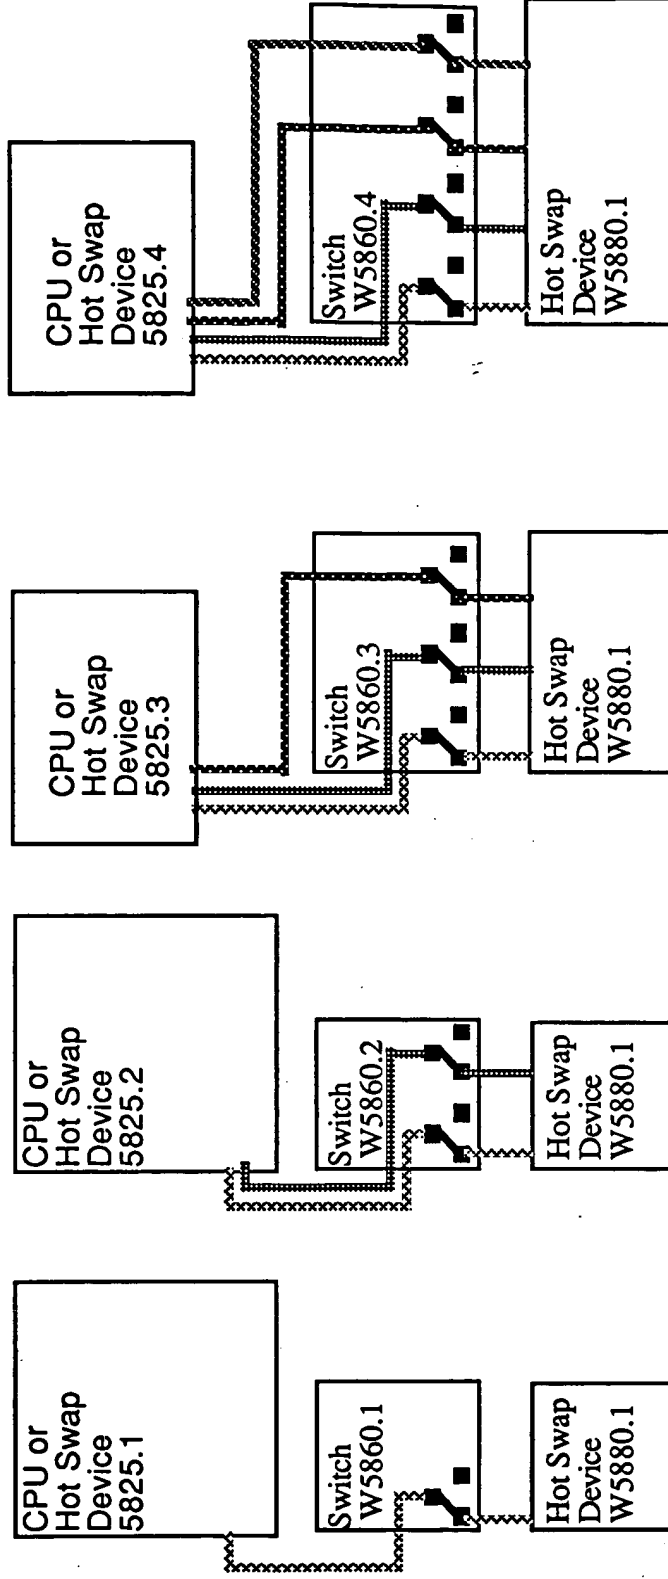 CPU or
Hot Swap
Device
5825.1
Switch
W5860.1
Hot Swap
Device
W5880.1
CPU or
Hot Swap
Device
5825.2
Switch
W5860.2
Hot Swap
Device
W5880.1
CPU or
Hot Swap
Device
5825.3
Switch
W5860.3
Hot Swap
Device
W5880.1
CPU or
Hot Swap
Device
5825.4
Switch
W5860.4
Hot Swap
Device
W5880.1